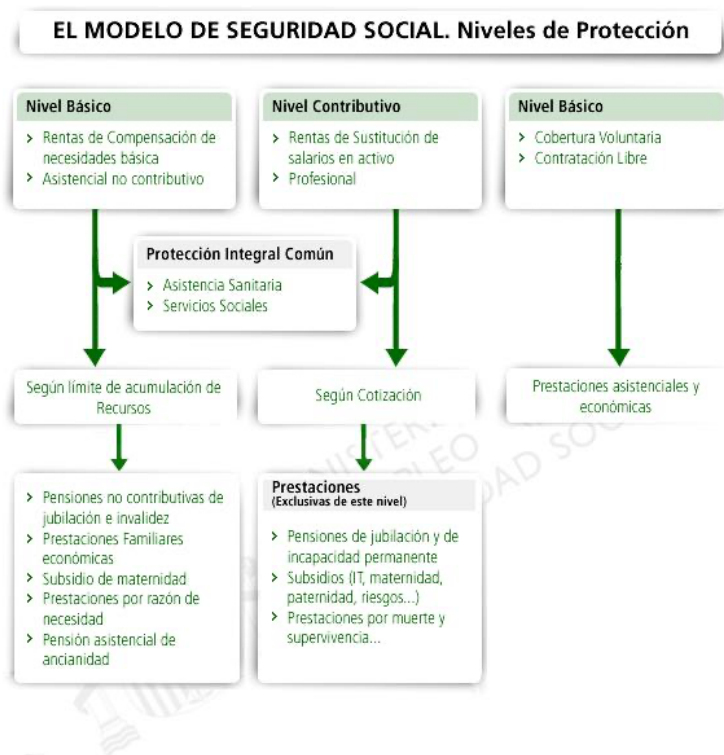 EL MODELO DE SEGURIDAD SOCIAL. Niveles de Protección
Nivel Básico
Rentas de Compensación de
necesidades básica
Asistencial no contributivo
Nivel Contributivo
Rentas de Sustitución de
salarios en activo
Profesional
Nivel Básico
Cobertura Voluntaria
Contratación Libre
Protección Integral Común
Asistencia Sanitaria
Servicios Sociales
Según límite de acumulación de
Recursos
Según Cotización
Prestaciones asistenciales y
económicas
Pensiones no contributivas de
jubilación e invalidez
Prestaciones Familiares
económicas
Subsidio de maternidad
Prestaciones por razón de
necesidad
Pensión asistencial de
ancianidad
Prestaciones
(Exclusivas de este nivel)
Pensiones de jubilación y de
incapacidad permanente
Subsidios (IT, maternidad,
paternidad, riesgos...)
Prestaciones por muerte y
supervivencia...